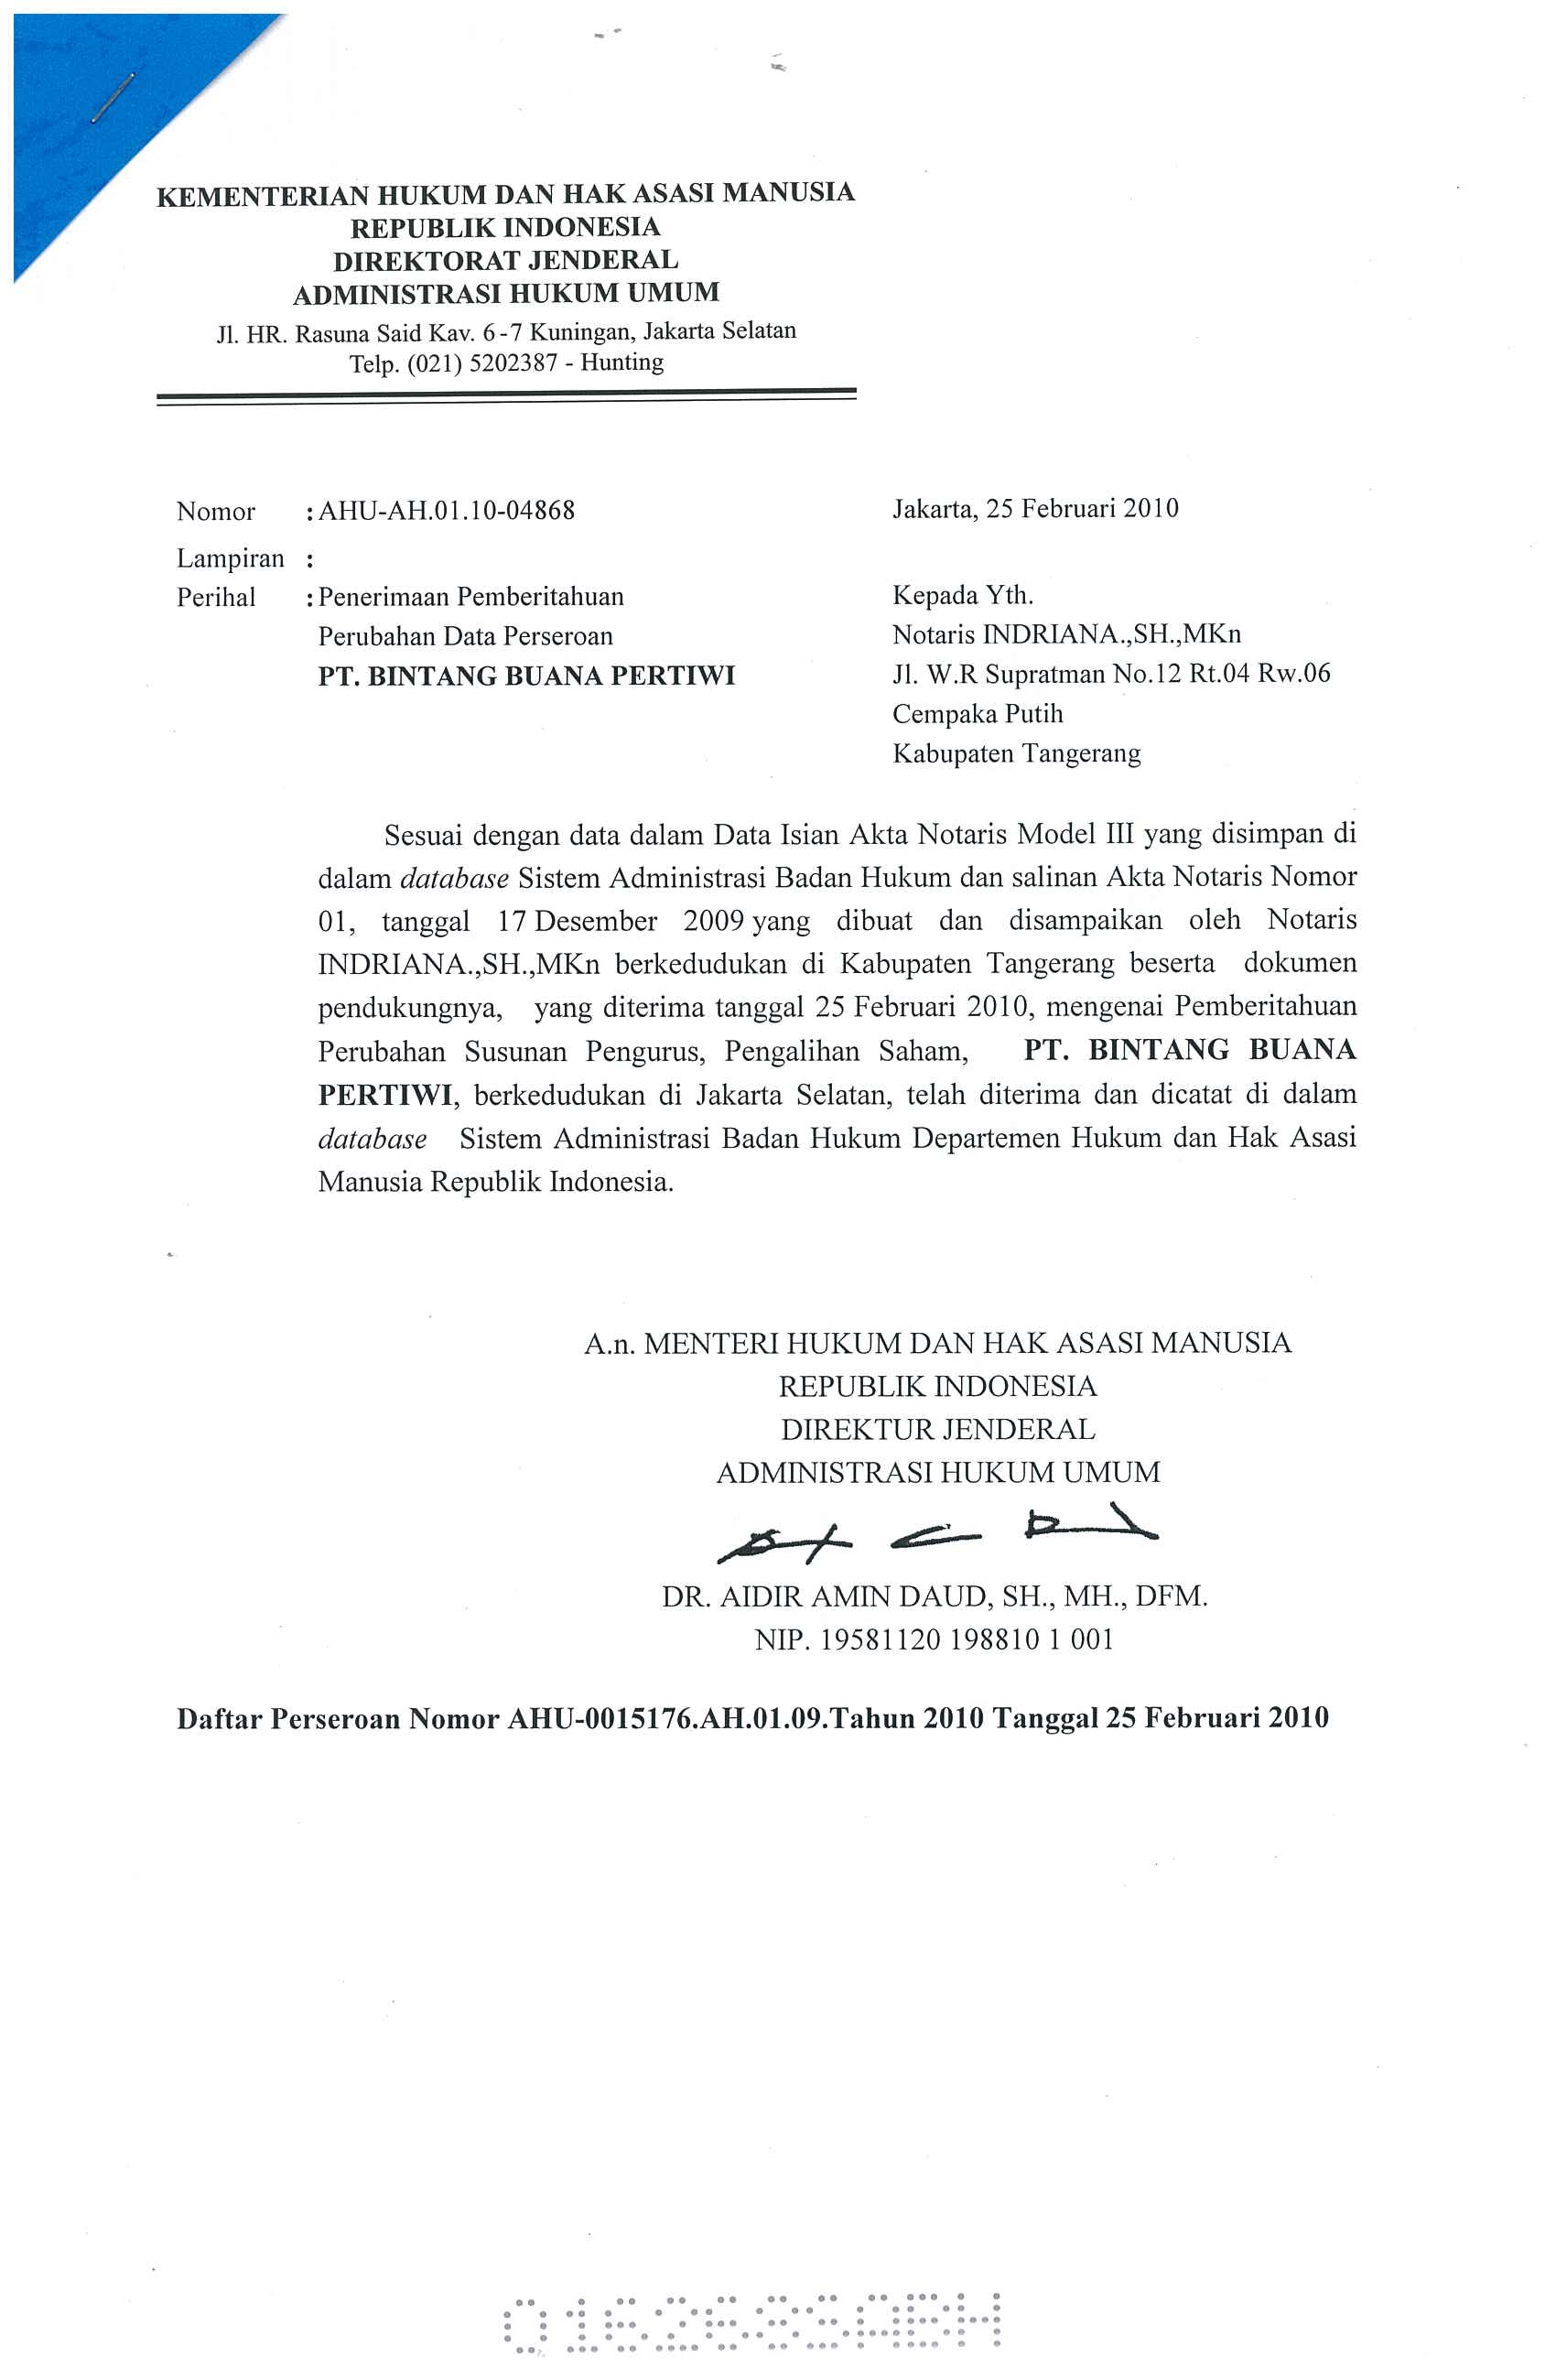 KEMENTERIAN HUKUM DAN HAK ASASI MANUSIA
REPUBLIK INDONESIA
DIREKTORAT JENDERAL
ADMINISTRASI HUKUM UMUM
Jl. HR. Rasuna Said Kav. 6-7 Kuningan, Jakarta Selatan
Telp. (021) 5202387 - Hunting
Nomor : AHU-AH.01.10-04868
Lampiran :
Perihal : Penerimaan Pemberitahuan
Perubahan Data Perseroan
PT. BINTANG BUANA PERTIWI
Jakarta, 25 Februari 2010
Kepada Yth.
Notaris INDRIANA.,SH.,MKn
Jl. W.R Supratman No.12 Rt.04 Rw.06
Cempaka Putih
Kabupaten Tangerang
Sesuai dengan data dalam Data Isian Akta Notaris Model III yang disimpan di
dalam database Sistem Administrasi Badan Hukum dan salinan Akta Notaris Nomor
01, tanggal 17 Desember 2009 yang dibuat dan disampaikan oleh Notaris
INDRIANA.,SH.,MKn berkedudukan di Kabupaten Tangerang beserta dokumen
pendukungnya, yang diterima tanggal 25 Februari 2010, mengenai Pemberitahuan
Perubahan Susunan Pengurus, Pengalihan Saham, PT. BINTANG BUANA
PERTIWI, berkedudukan di Jakarta Selatan, telah diterima dan dicatat di dalam
database Sistem Administrasi Badan Hukum Departemen Hukum dan Hak Asasi
Manusia Republik Indonesia.
A.n. MENTERI HUKUM DAN HAK ASASI MANUSIA
REPUBLIK INDONESIA
DIREKTUR JENDERAL
ADMINISTRASI HUKUM UMUM
DR. AIDIR AMIN DAUD, SH., MH., DFM.
NIP. 19581120 198810 1 001
Daftar Perseroan Nomor AHU-0015176.AH.01.09.Tahun 2010 Tanggal 25 Februari 2010